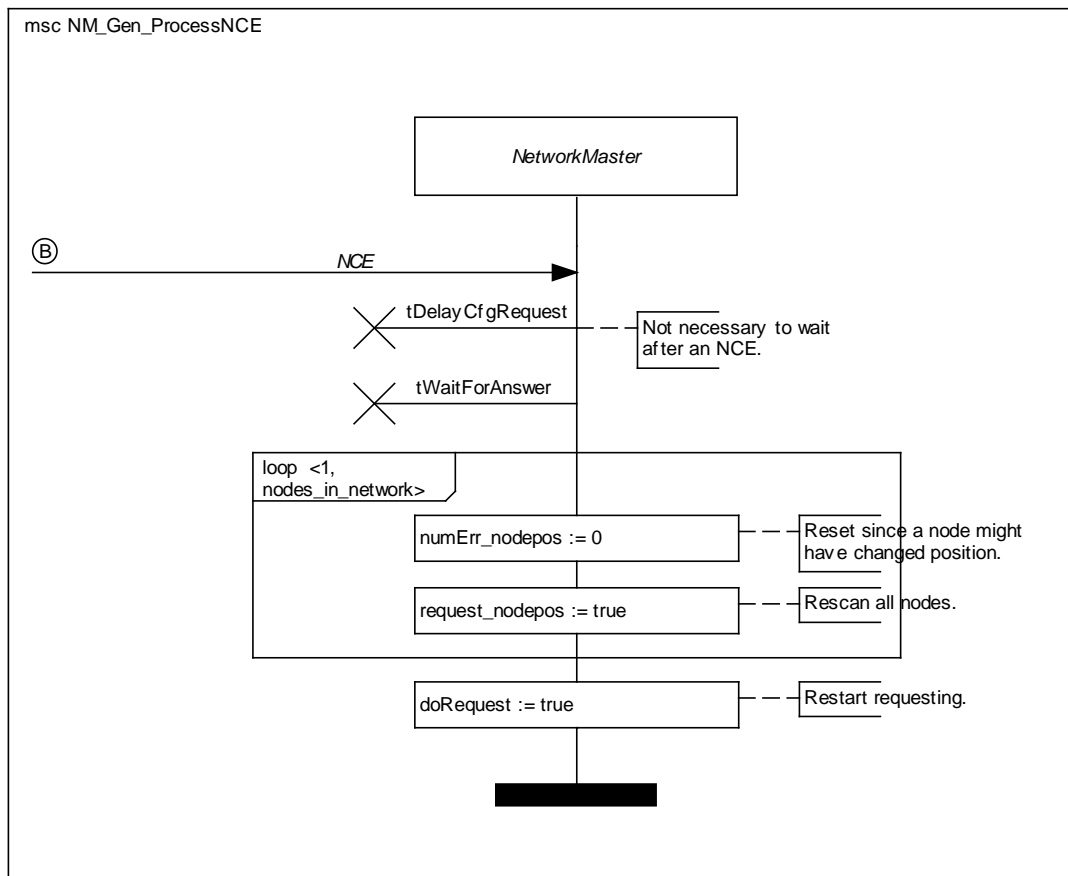 msc NM_Gen_ProcessNCE
NetworkMaster
B
NCE
tDelayCfgRequest
Not necessary to wait
after an NCE.
tWaitForAnswer
loop <1,
nodes_in_network>
numErr_nodepos := 0
Reset since a node might
have changed position.
request_nodepos := true
Rescan all nodes.
doRequest := true
Restart requesting.